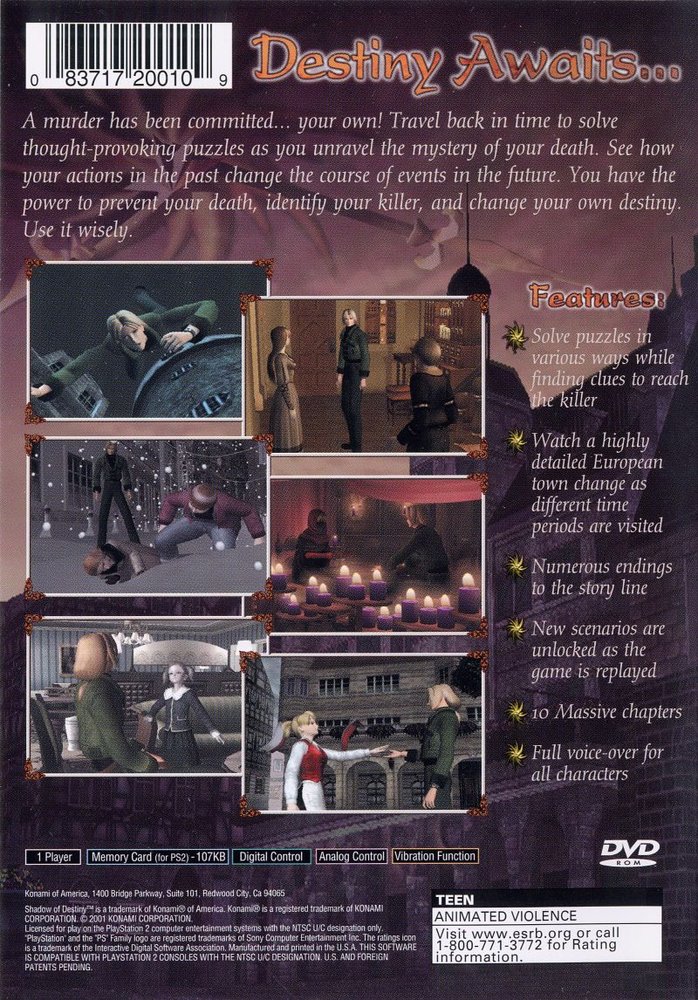 0 83717 20010 9
Destiny Awaits...
A murder has been committed... your own! Travel back in time to solve
thought-provoking puzzles as you unravel the mystery of your death. See how
your actions in the past change the course of events in the future. You have the
power to prevent your death, identify your killer, and change your own destiny.
Use it wisely.
Features:
Solve puzzles in
various ways while
finding clues to reach
the killer
Watch a highly
detailed European
town change as
different time
periods are visited
Numerous endings
to the story line
New scenarios are
unlocked as the
game is replayed
10 Massive chapters
Full voice-over for
all characters
1 Player
Memory Card (for PS2) - 107KB
Digital Control
Analog Control
Vibration Function
DVD
ROM
Konami of America, 1400 Bridge Parkway, Suite 101, Redwood City, Ca 94065
Shadow of Destiny™ is a trademark of Konami® of America. Konami® is a registered trademark of KONAMI
CORPORATION. © 2001 KONAMI CORPORATION.
Licensed for play on the PlayStation 2 computer entertainment systems with the NTSC U/C designation only.
"PlayStation" and the "PS" Family logo are registered trademarks of Sony Computer Entertainment Inc. The ratings icon
is a trademark of the Interactive Digital Software Association. Manufactured and printed in the U.S.A. THIS SOFTWARE
IS COMPATIBLE WITH PLAYSTATION 2 CONSOLES WITH THE NTSC U/C DESIGNATION. U.S. AND FOREIGN
PATENTS PENDING.
TEEN
ANIMATED VIOLENCE
Visit www.esrb.org or call
1-800-771-3772 for Rating
information.